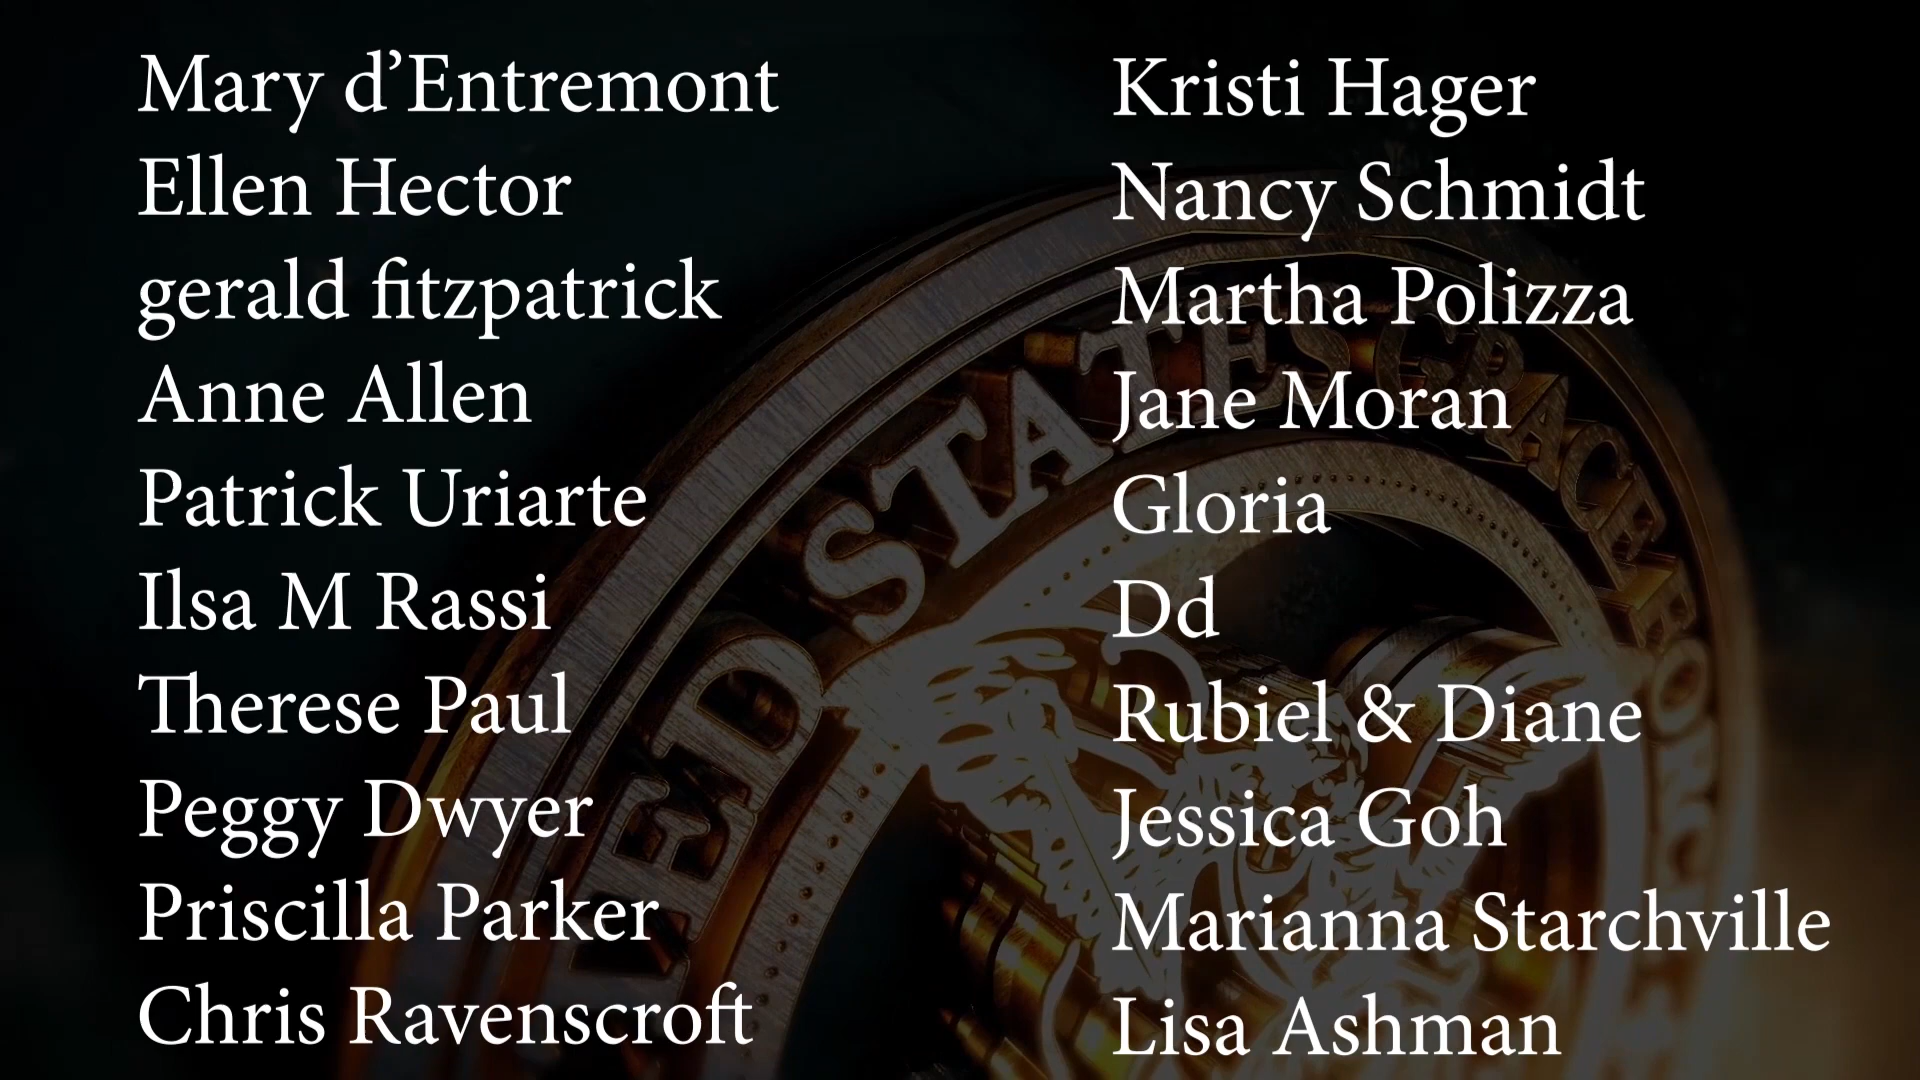 Mary d’Entremont
Ellen Hector
gerald fitzpatrick
Anne Allen
Patrick Uriarte
Ilsa M Rassi
Therese Paul
Peggy Dwyer
Priscilla Parker
Chris Ravenscroft
Kristi Hager
Nancy Schmidt
Martha Polizza
Jane Moran
Gloria
Dd
Rubiel & Diane
Jessica Goh
Marianna Starchville
Lisa Ashman
STATES